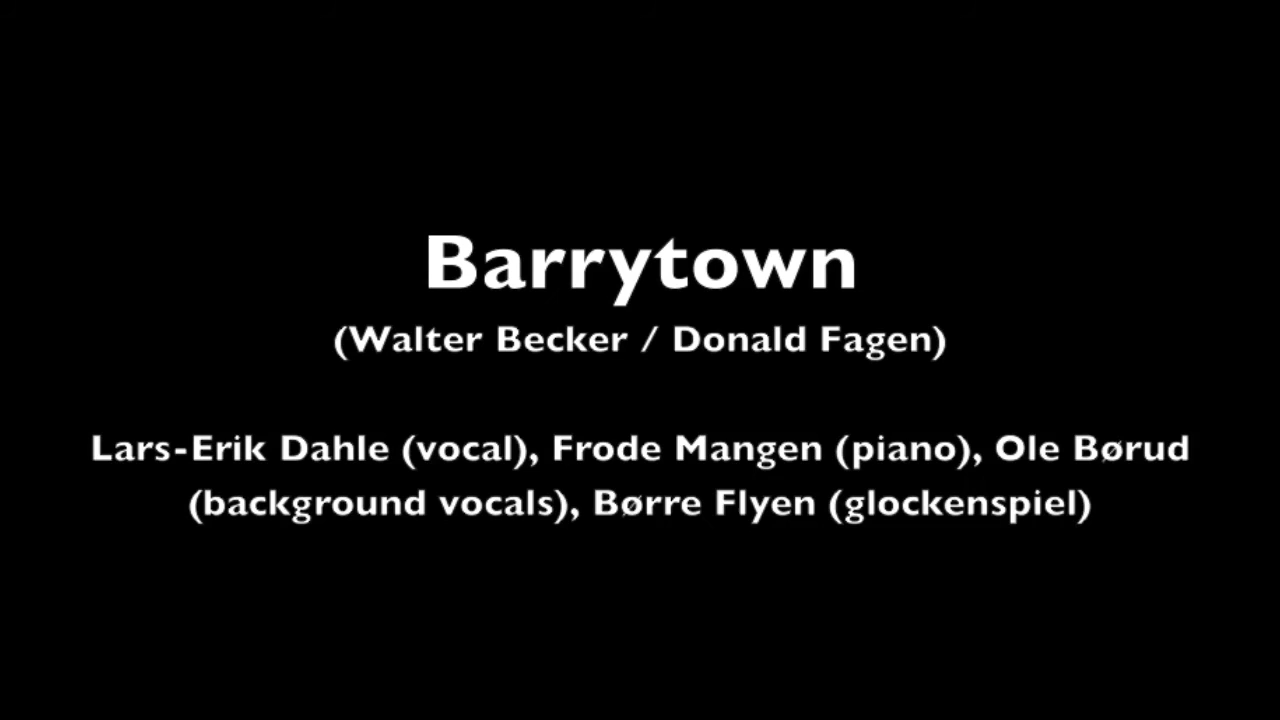 Barrytown
(Walter Becker / Donald Fagen)
Lars-Erik Dahle (vocal), Frode Mangen (piano), Ole Børud
(background vocals), Børre Flyen (glockenspiel)